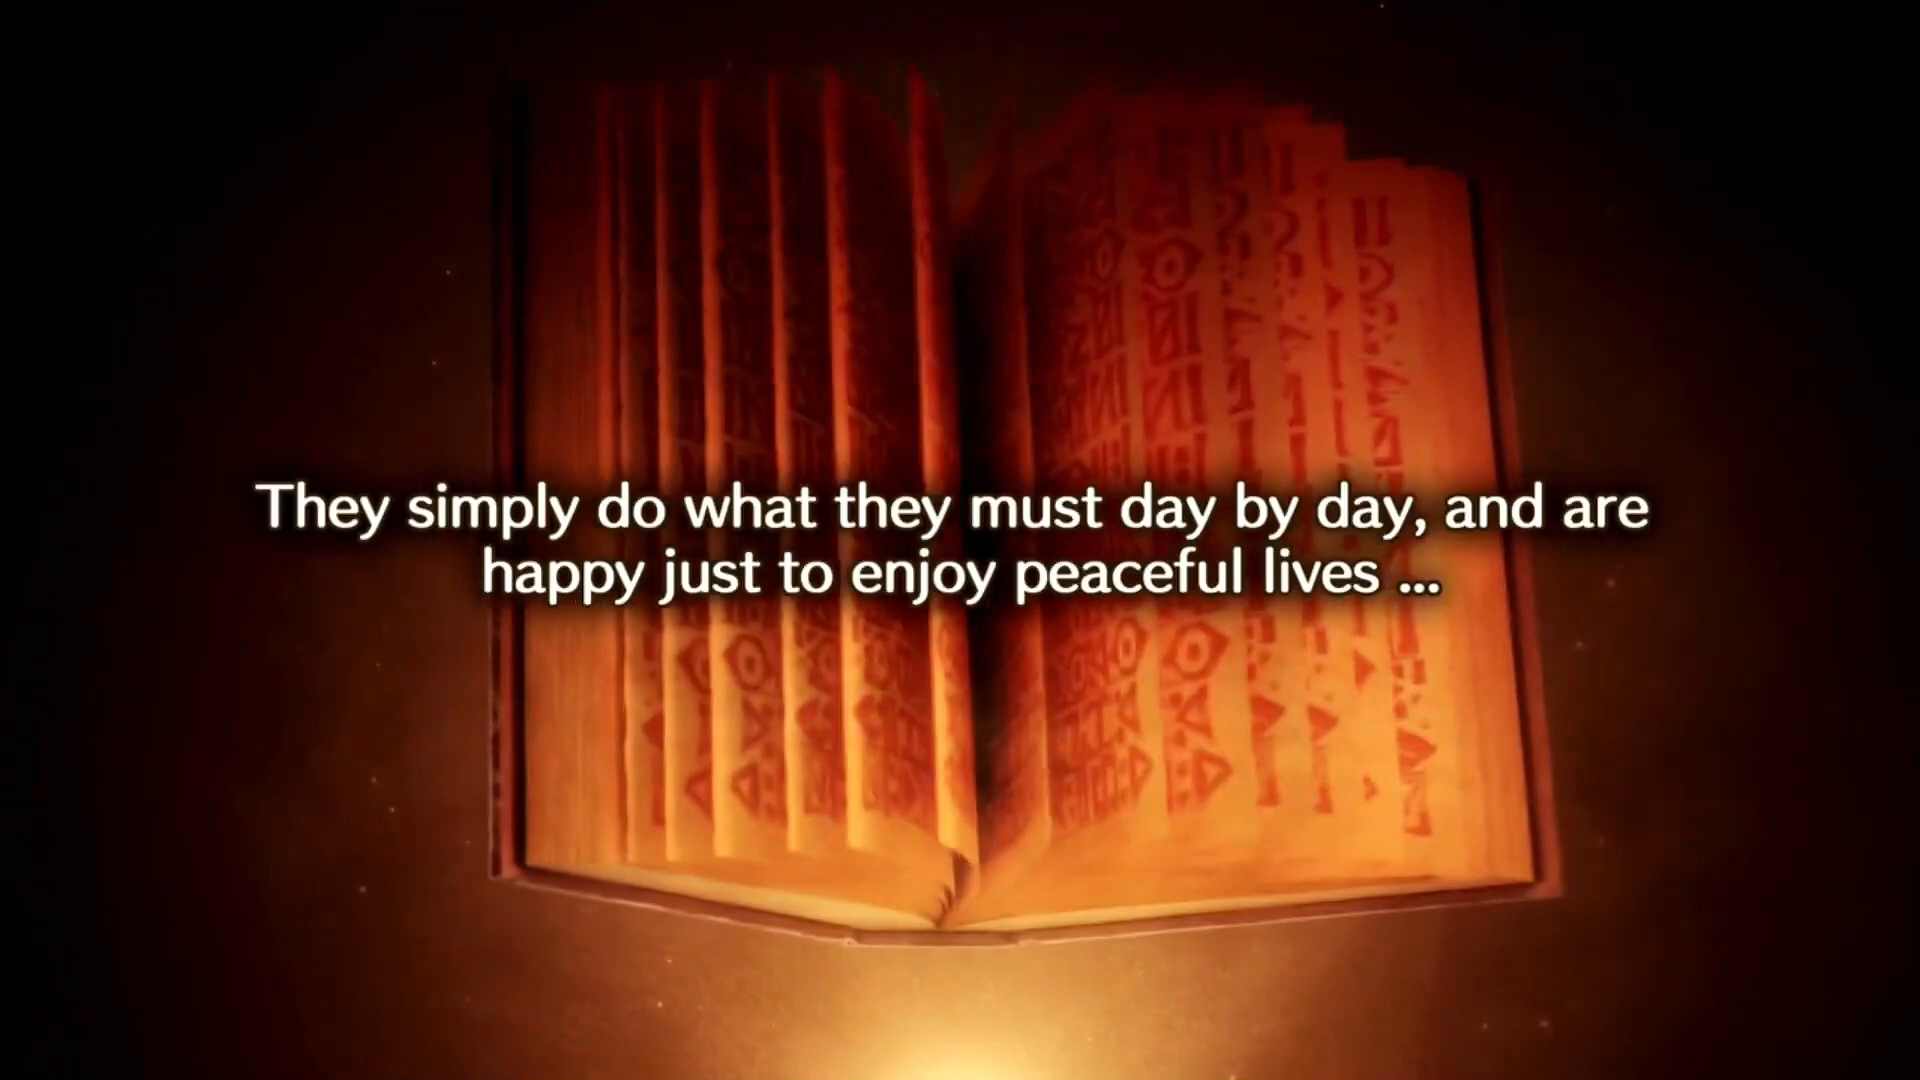 They simply do what they must day by day, and are
happy just to enjoy peaceful lives ...